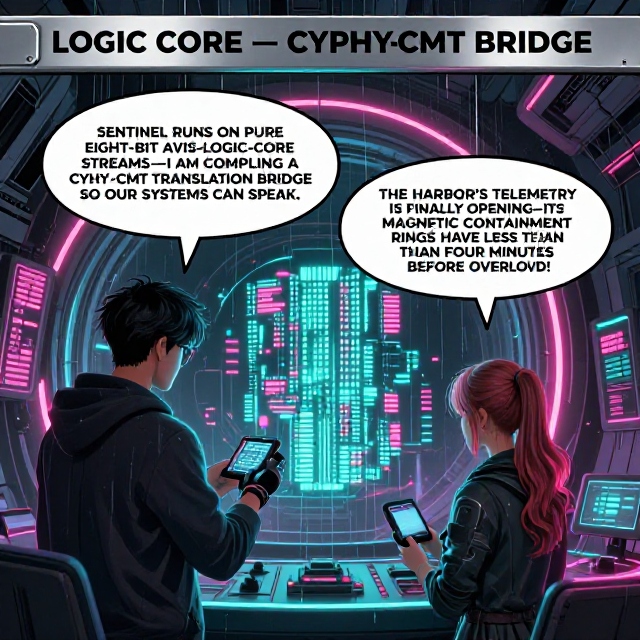 LOGIC CORE — CYPHY-CMT BRIDGE
SENTINEL RUNS ON PURE
EIGHT-BIT AVIS-LOGIC-CORE
STREAMS—I AM COMPLING A
CYHY-CMT TRANSLATION BRIDGE
SO OUR SYSTEMS CAN SPEAK.
THE HARBOR'S TELEMETRY
IS FINALLY OPENING—ITS
MAGNETIC CONTAINMENT
RINGS HAVE LESS THAN
THAN FOUR MINUTES
BEFORE OVERLOVD!